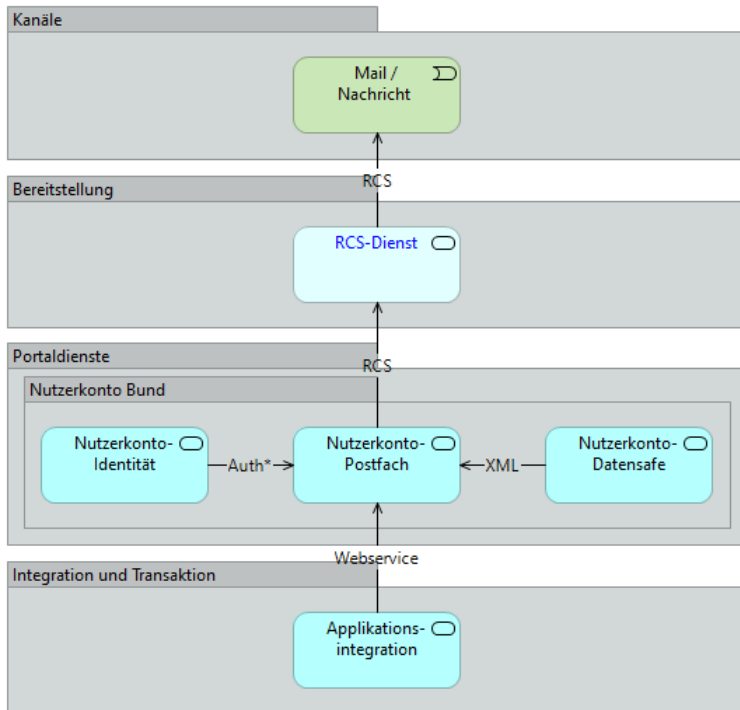 Kanäle
Mail /
Nachricht
RCS
Bereitstellung
RCS-Dienst
Portaldienste
RCS
Nutzerkonto Bund
Nutzerkonto-
Identität
Auth*
Nutzerkonto-
Postfach
XML
Nutzerkonto-
Datensafe
Webservice
Integration und Transaktion
Applikations-
integration